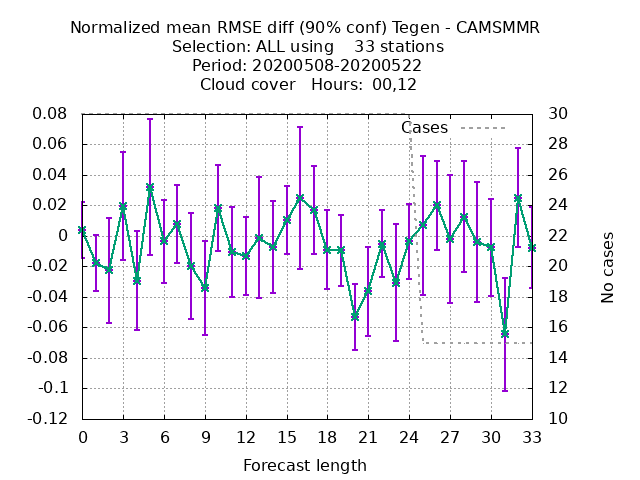 Normalized mean RMSE diff (90% conf) Tegen - CAMSMMR
Selection: ALL using    33 stations
Period: 20200508-20200522
Cloud cover   Hours:  00,12
Cases
0.08
0.06
0.04
0.02
0
-0.02
-0.04
-0.06
-0.08
-0.1
-0.12
30
28
26
24
22
20
18
16
14
12
10
No cases
0 3 6 9 12 15 18 21 24 27 30 33
Forecast length